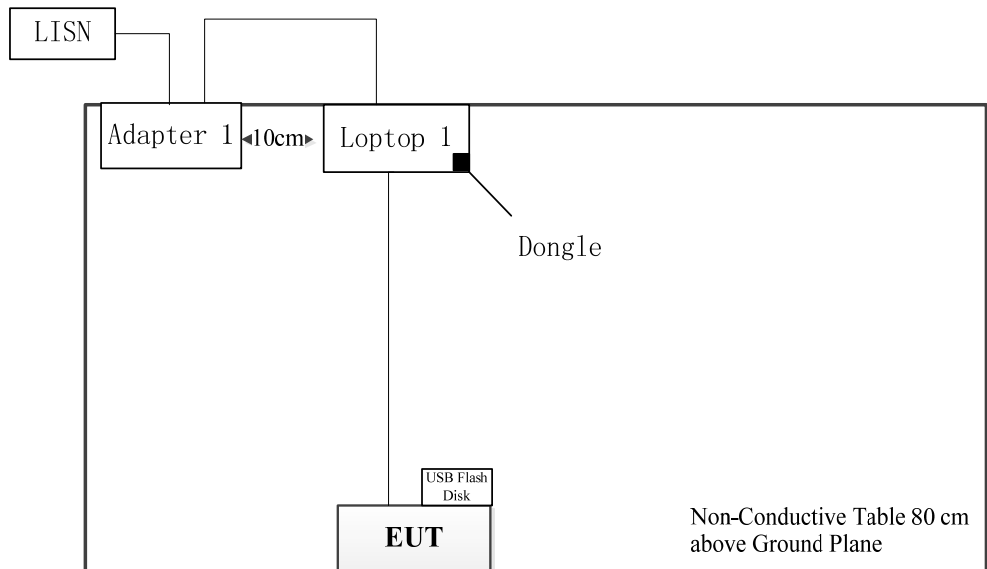 LISN
Adapter 1
10cm
Loptop 1
Dongle
USB Flash
Disk
EUT
Non-Conductive Table 80 cm
above Ground Plane